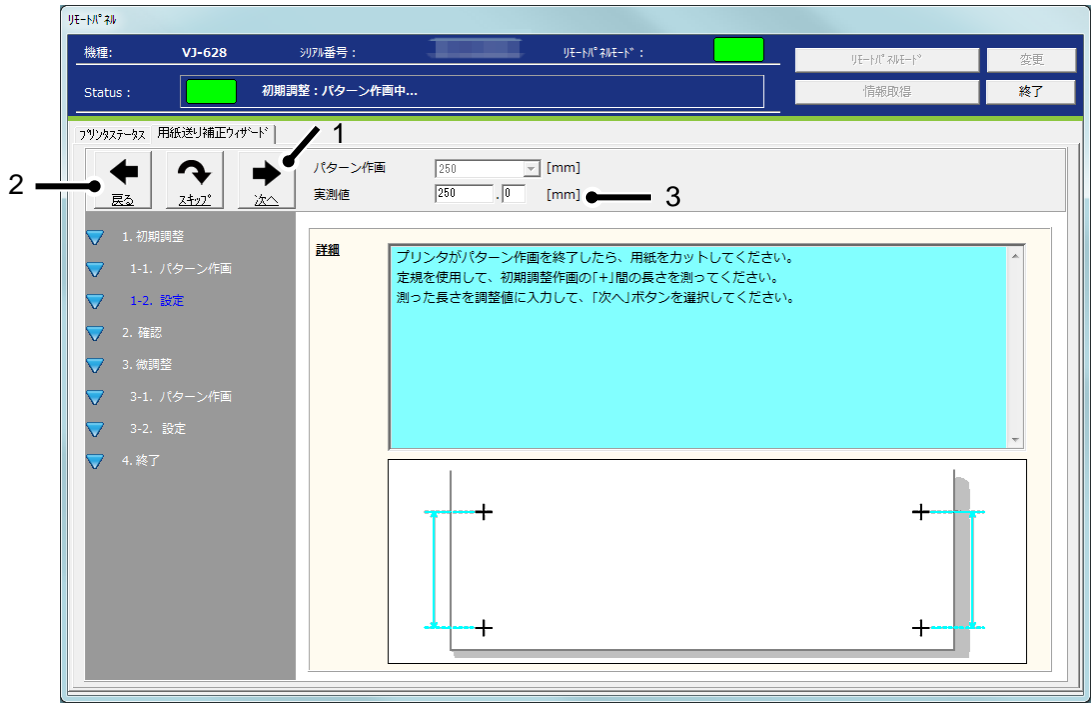 ﾘﾓｰﾄﾊﾟﾈﾙ
機種: VJ-628 ｼﾘｱﾙ番号： ﾘﾓｰﾄﾊﾟﾈﾙﾓｰﾄﾞ：
ﾘﾓｰﾄﾊﾟﾈﾙﾓｰﾄﾞ 変更
Status： 初期調整：パターン作画中...
情報取得 終了
ﾌﾟﾘﾝﾀｽﾃｰﾀｽ 用紙送り補正ｳｨｻﾞｰﾄﾞ
1
2
戻る ｽｷｯﾌﾟ 次へ
パターン作画 250 [mm]
実測値 250 .0 [mm]
3
1. 初期調整
1-1. パターン作画
1-2. 設定
2. 確認
3. 微調整
3-1. パターン作画
3-2. 設定
4. 終了
詳細
プリンタがパターン作画を終了したら、用紙をカットしてください。
定規を使用して、初期調整作画の「+」間の長さを測ってください。
測った長さを調整値に入力して、「次へ」ボタンを選択してください。